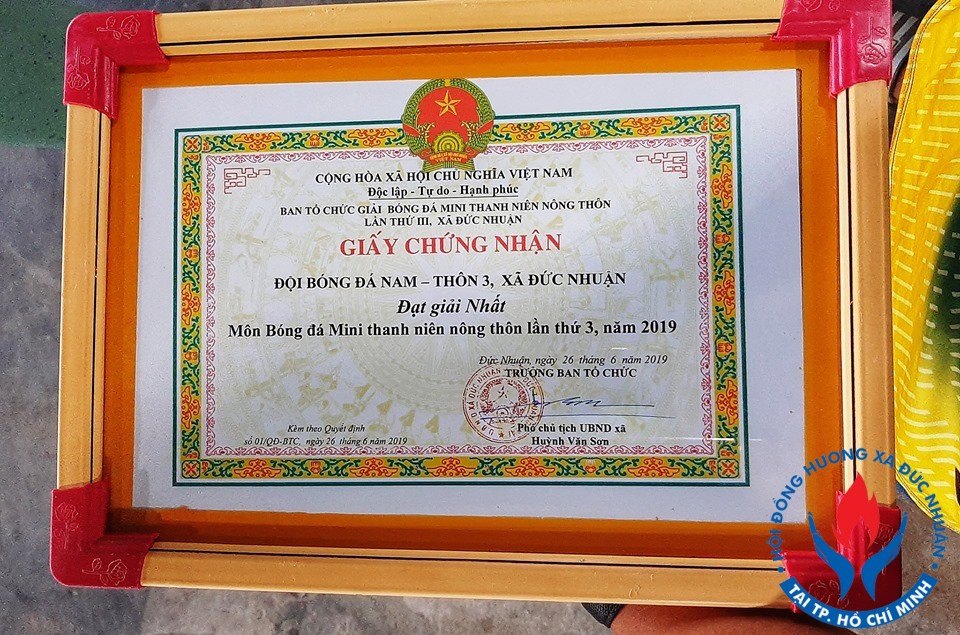 VIỆT NAM
CỘNG HÒA XÃ HỘI CHỦ NGHĨA VIỆT NAM
Độc lập - Tự do - Hạnh phúc
BAN TỔ CHỨC GIẢI BÓNG ĐÁ MINI THANH NIÊN NÔNG THÔN
LẦN THỨ III, XÃ ĐỨC NHUẬN
GIẤY CHỨNG NHẬN
ĐỘI BÓNG ĐÁ NAM – THÔN 3, XÃ ĐỨC NHUẬN
Đạt giải Nhất
Môn Bóng đá Mini thanh niên nông thôn lần thứ 3, năm 2019
Đức Nhuận, ngày 26 tháng 6 năm 2019
TRƯỞNG BAN TỔ CHỨC
Kèm theo Quyết định
số 01/QĐ-BTC, ngày 26 tháng 6 năm 2019
Phó chủ tịch UBND xã
Huỳnh Văn Sơn
HỘI ĐỒNG HƯƠNG XÃ ĐỨC NHUẬN
TẠI TP. HỒ CHÍ MINH